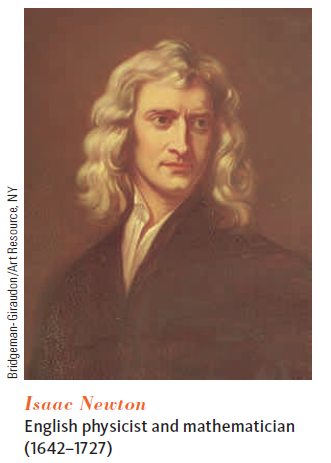 Bridgeman-Giraudon/Art Resource, NY
Isaac Newton
English physicist and mathematician
(1642–1727)